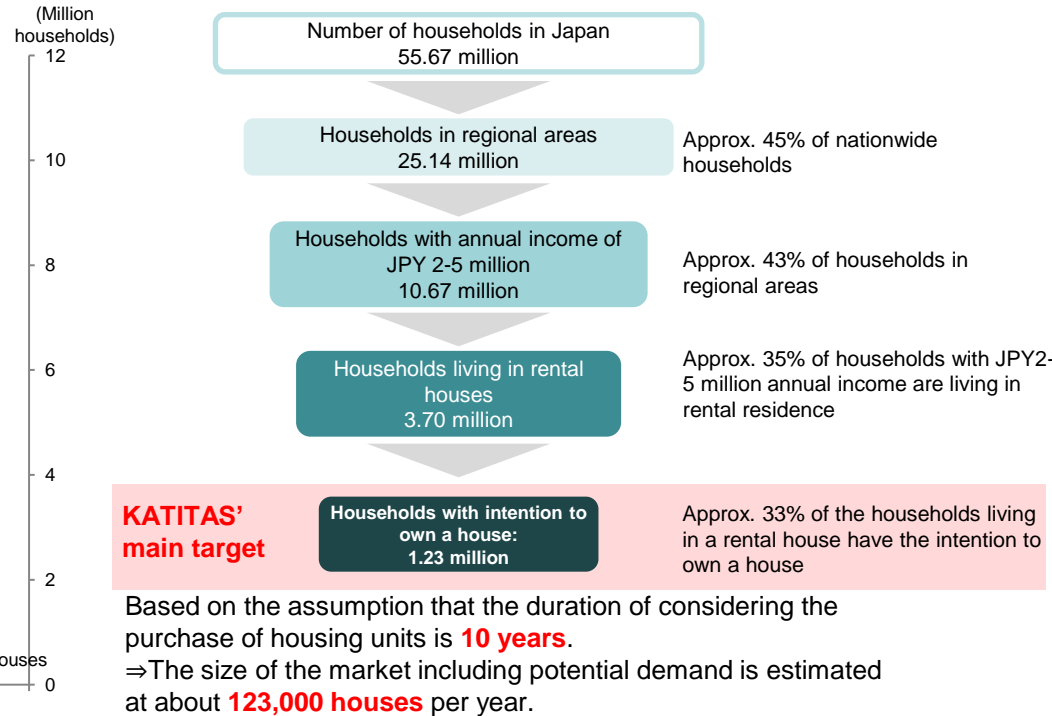 (Million
households)
12
10
8
6
4
2
0
Number of households in Japan
55.67 million
Households in regional areas
25.14 million
Approx. 45% of nationwide
households
Households with annual income of
JPY 2-5 million
10.67 million
Approx. 43% of households in
regional areas
Households living in rental
houses
3.70 million
Approx. 35% of households with JPY2-
5 million annual income are living in
rental residence
KATITAS'
main target
Households with intention to
own a house:
1.23 million
Approx. 33% of the households living
in a rental house have the intention to
own a house
Based on the assumption that the duration of considering the
purchase of housing units is 10 years.
⇒The size of the market including potential demand is estimated
at about 123,000 houses per year.